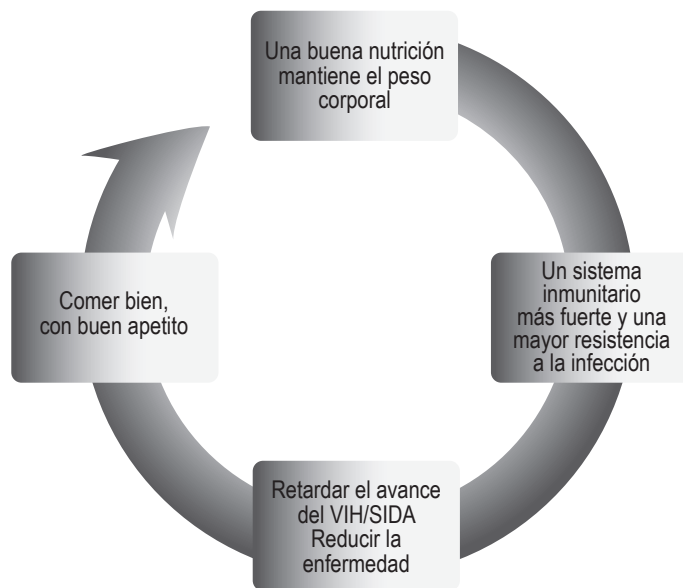 Una buena nutrición
mantiene el peso
corporal
Un sistema
inmunitario
más fuerte y una
mayor resistencia
a la infección
Retardar el avance
del VIH/SIDA
Reducir la
enfermedad
Comer bien,
con buen apetito